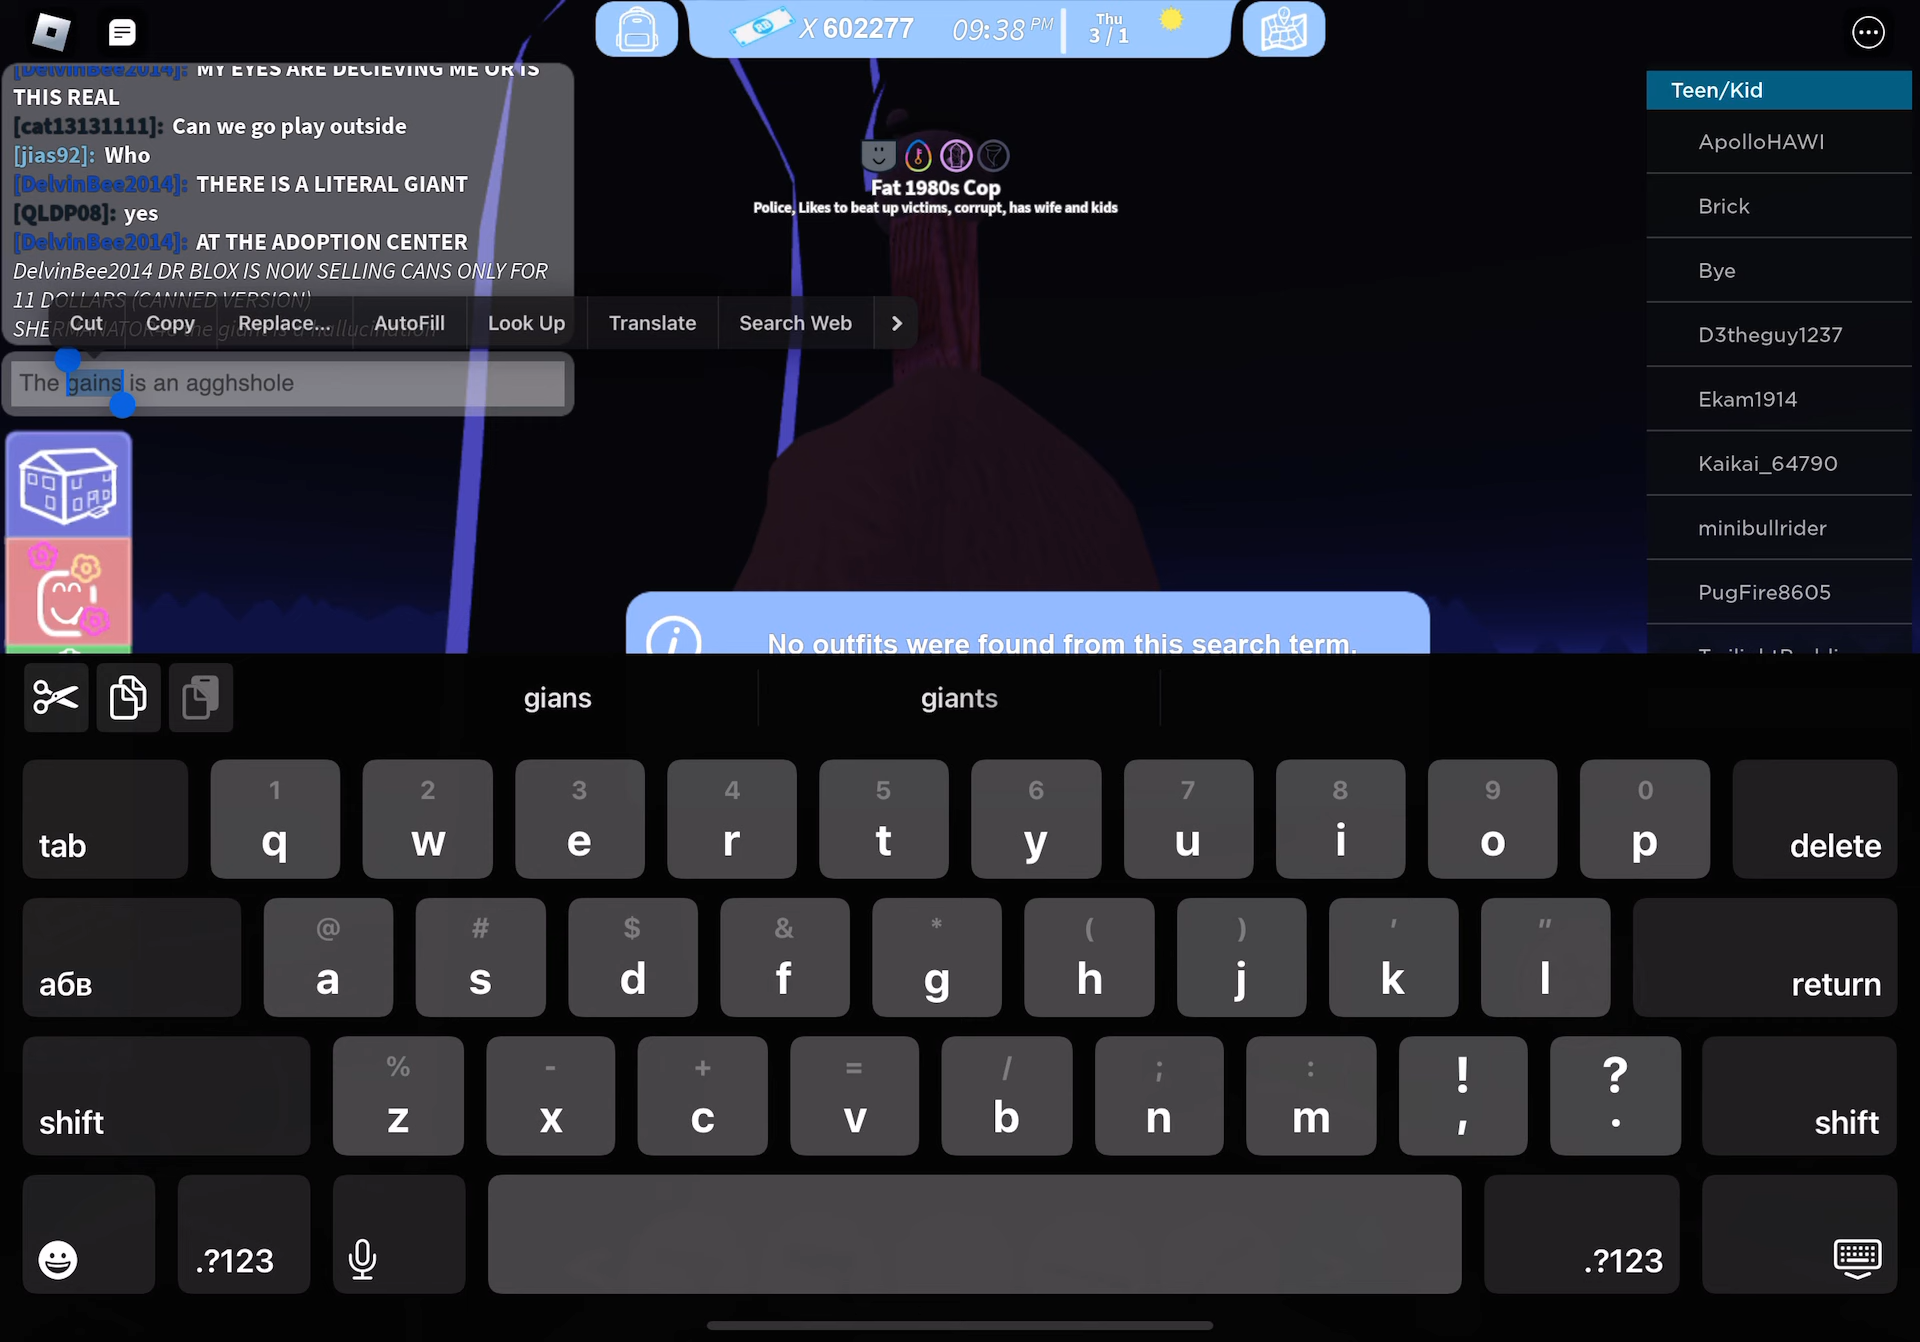 X 602277
09:38 PM
Thu
3 / 1
[DelvinBee2014]: MY EYES ARE DECIEVING ME OR IS
THIS REAL
[cat13131111]: Can we go play outside
[jias92]: Who
[DelvinBee2014]: THERE IS A LITERAL GIANT
[QLDP08]: yes
[DelvinBee2014]: AT THE ADOPTION CENTER
DelvinBee2014 DR BLOX IS NOW SELLING CANS ONLY FOR
11 DOLLARS (CANNED VERSION)
SHERMANATOR the giant is a hallucination
Cut
Copy
Replace...
AutoFill
Look Up
Translate
Search Web
The gains is an agghshole
Fat 1980s Cop
Police, Likes to beat up victims, corrupt, has wife and kids
Teen/Kid
ApolloHAWI
Brick
Bye
D3theguy1237
Ekam1914
Kaikai_64790
minibullrider
PugFire8605
No outfits were found from this search term.
gians
giants
tab
1 2 3 4 5 6 7 8 9 0
q w e r t y u i o p
delete
@ # $ & * ( ) ' "
абв
a s d f g h j k l
return
% - + = / ; : ! ?
shift
z x c v b n m , .
shift
.?123
.?123